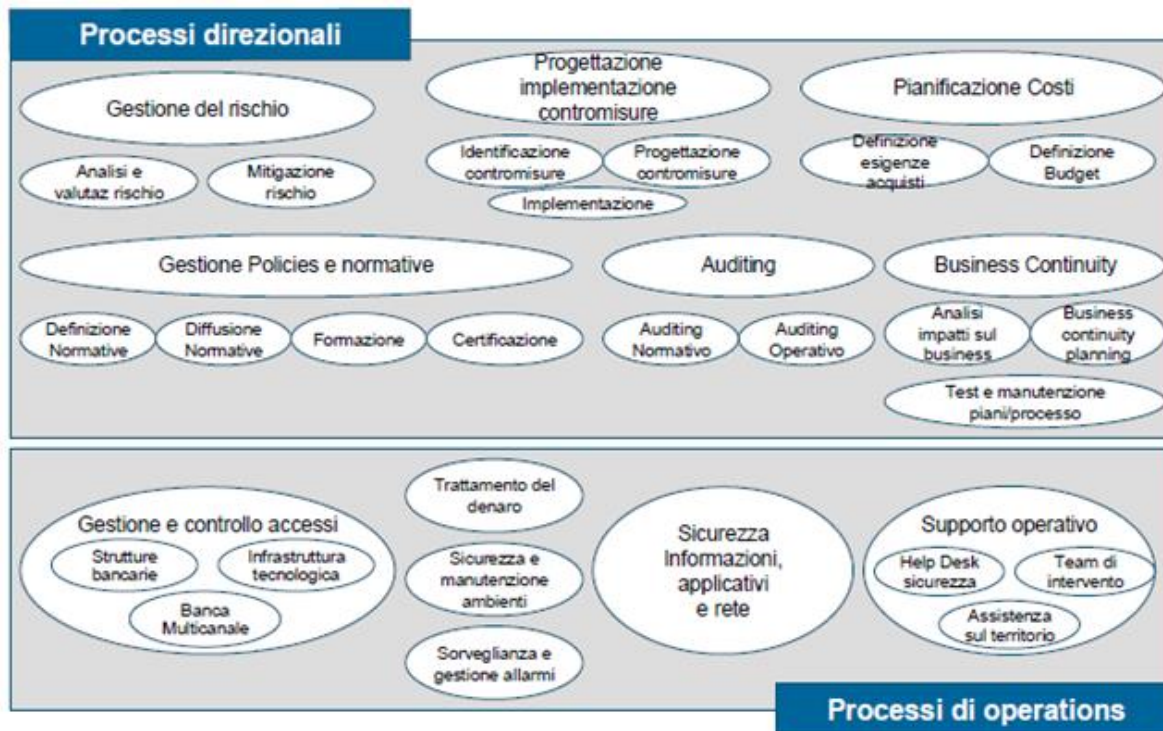 Processi direzionali
Gestione del rischio
Analisi e
valutaz rischio
Mitigazione
rischio
Progettazione
implementazione
contromisure
Identificazione
contromisure
Progettazione
contromisure
Implementazione
Pianificazione Costi
Definizione
esigenze
acquisti
Definizione
Budget
Gestione Policies e normative
Definizione
Normative
Diffusione
Normative
Formazione
Certificazione
Auditing
Auditing
Normativo
Auditing
Operativo
Business Continuity
Analisi
impatti sul
business
Business
continuity
planning
Test e manutenzione
piani/processo
Gestione e controllo accessi
Strutture
bancarie
Infrastruttura
tecnologica
Banca
Multicanale
Trattamento del
denaro
Sicurezza e
manutenzione
ambienti
Sorveglianza e
gestione allarmi
Sicurezza
Informazioni,
applicativi
e rete
Supporto operativo
Help Desk
sicurezza
Team di
intervento
Assistenza
sul territorio
Processi di operations